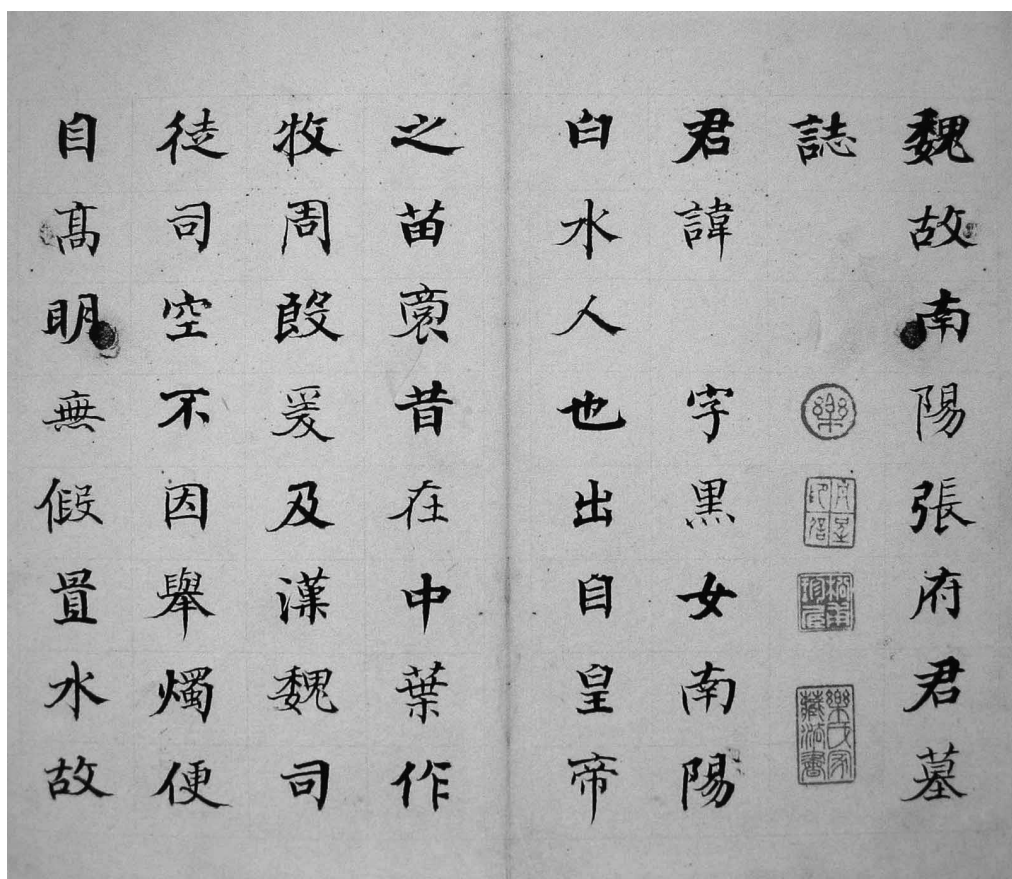 魏故南陽張府君墓
誌
君諱 字黑女南陽
白水人也出自皇帝
之苗裔昔在中葉作
牧周殷爰及漢魏司
徒司空不因舉燭便
自高明無假置水故